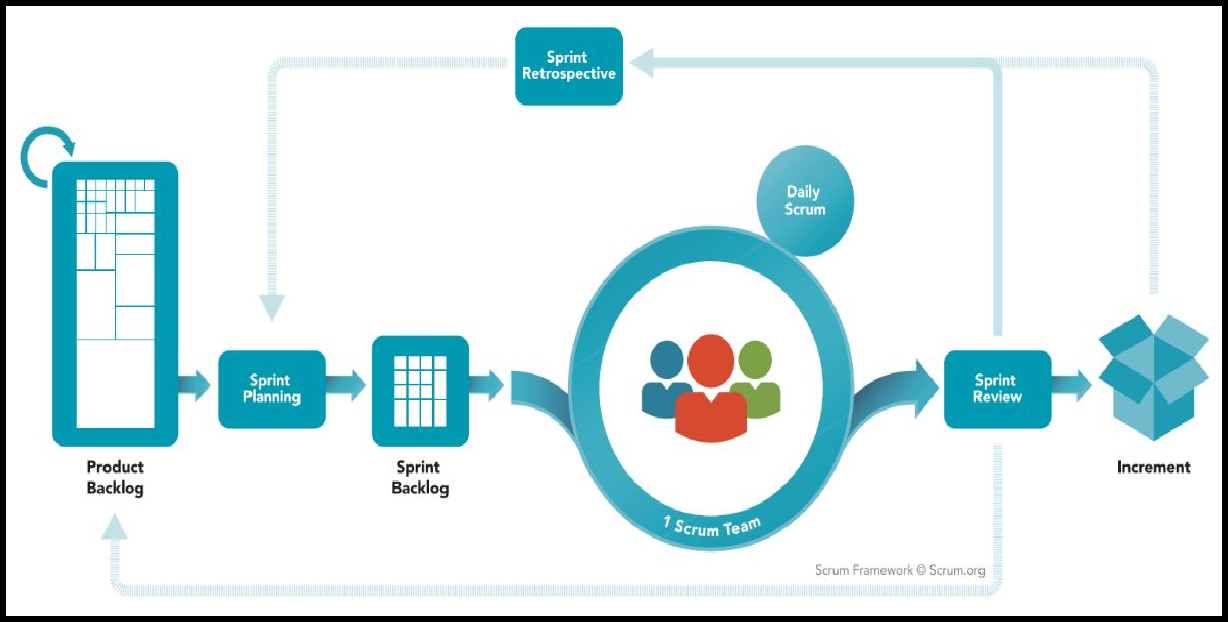 Sprint
Retrospective
Daily
Scrum
Sprint
Planning
Sprint
Review
Product
Backlog
Sprint
Backlog
Increment
1 Scrum Team
Scrum Framework © Scrum.org